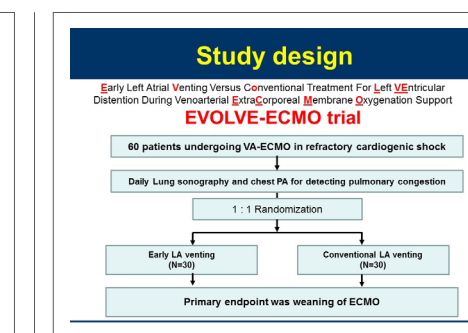 Study design
Early Left Atrial Venting Versus Conventional Treatment For Left VEntricular
Distention During Venoarterial ExtraCorporeal Membrane Oxygenation Support
EVOLVE-ECMO trial
60 patients undergoing VA-ECMO in refractory cardiogenic shock
Daily Lung sonography and chest PA for detecting pulmonary congestion
1 : 1 Randomization
Early LA venting
(N=30)
Conventional LA venting
(N=30)
Primary endpoint was weaning of ECMO